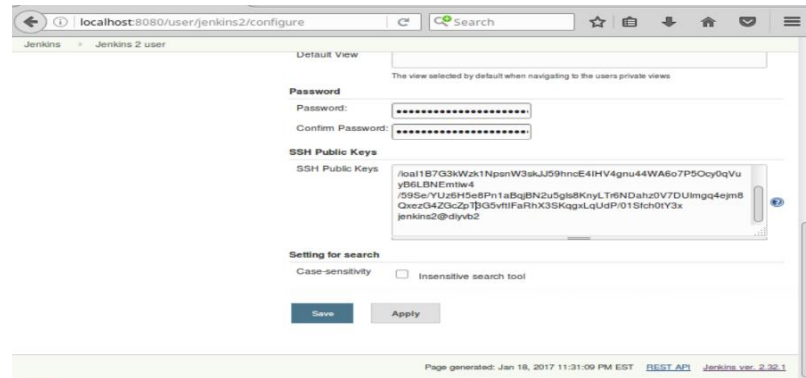 localhost:8080/user/jenkins2/configure
Search
Jenkins Jenkins 2 user
Default View
The view selected by default when navigating to the users private views
Password
Password:
Confirm Password:
SSH Public Keys
SSH Public Keys
/ioal1B7G3kWzk1NpsnW3skJJ59hncE4IHV4gnu44WA6o7P5Ocy0qVu
yB6LBNEmtiw4
/59Se/YUz6H5e8Pn1aBqjBN2u5gls8KnyLTr6NDahz0V7DUlmgq4ejm8
QxezG4ZGcZpT3G5vftIFaRhX3SKqgxLqUdP/01Sfch0tY3x
jenkins2@diyvb2
Setting for search
Case-sensitivity
Insensitive search tool
Save
Apply
Page generated: Jan 18, 2017 11:31:09 PM EST REST API Jenkins ver. 2.32.1